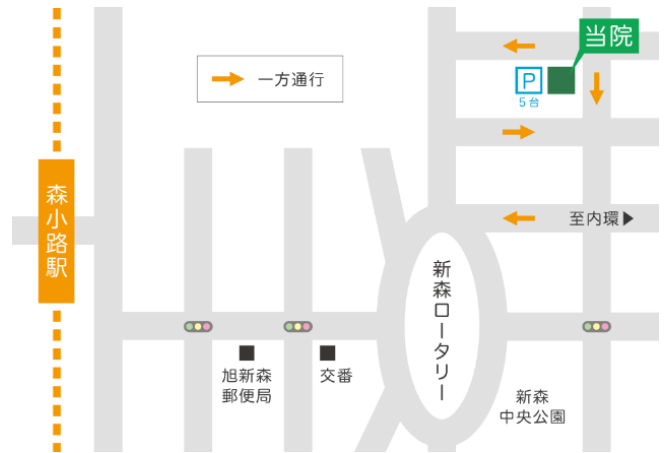 当院
一方通行
P
5台
森小路駅
至内環▶
新森ロータリー
旭新森
郵便局
交番
新森
中央公園